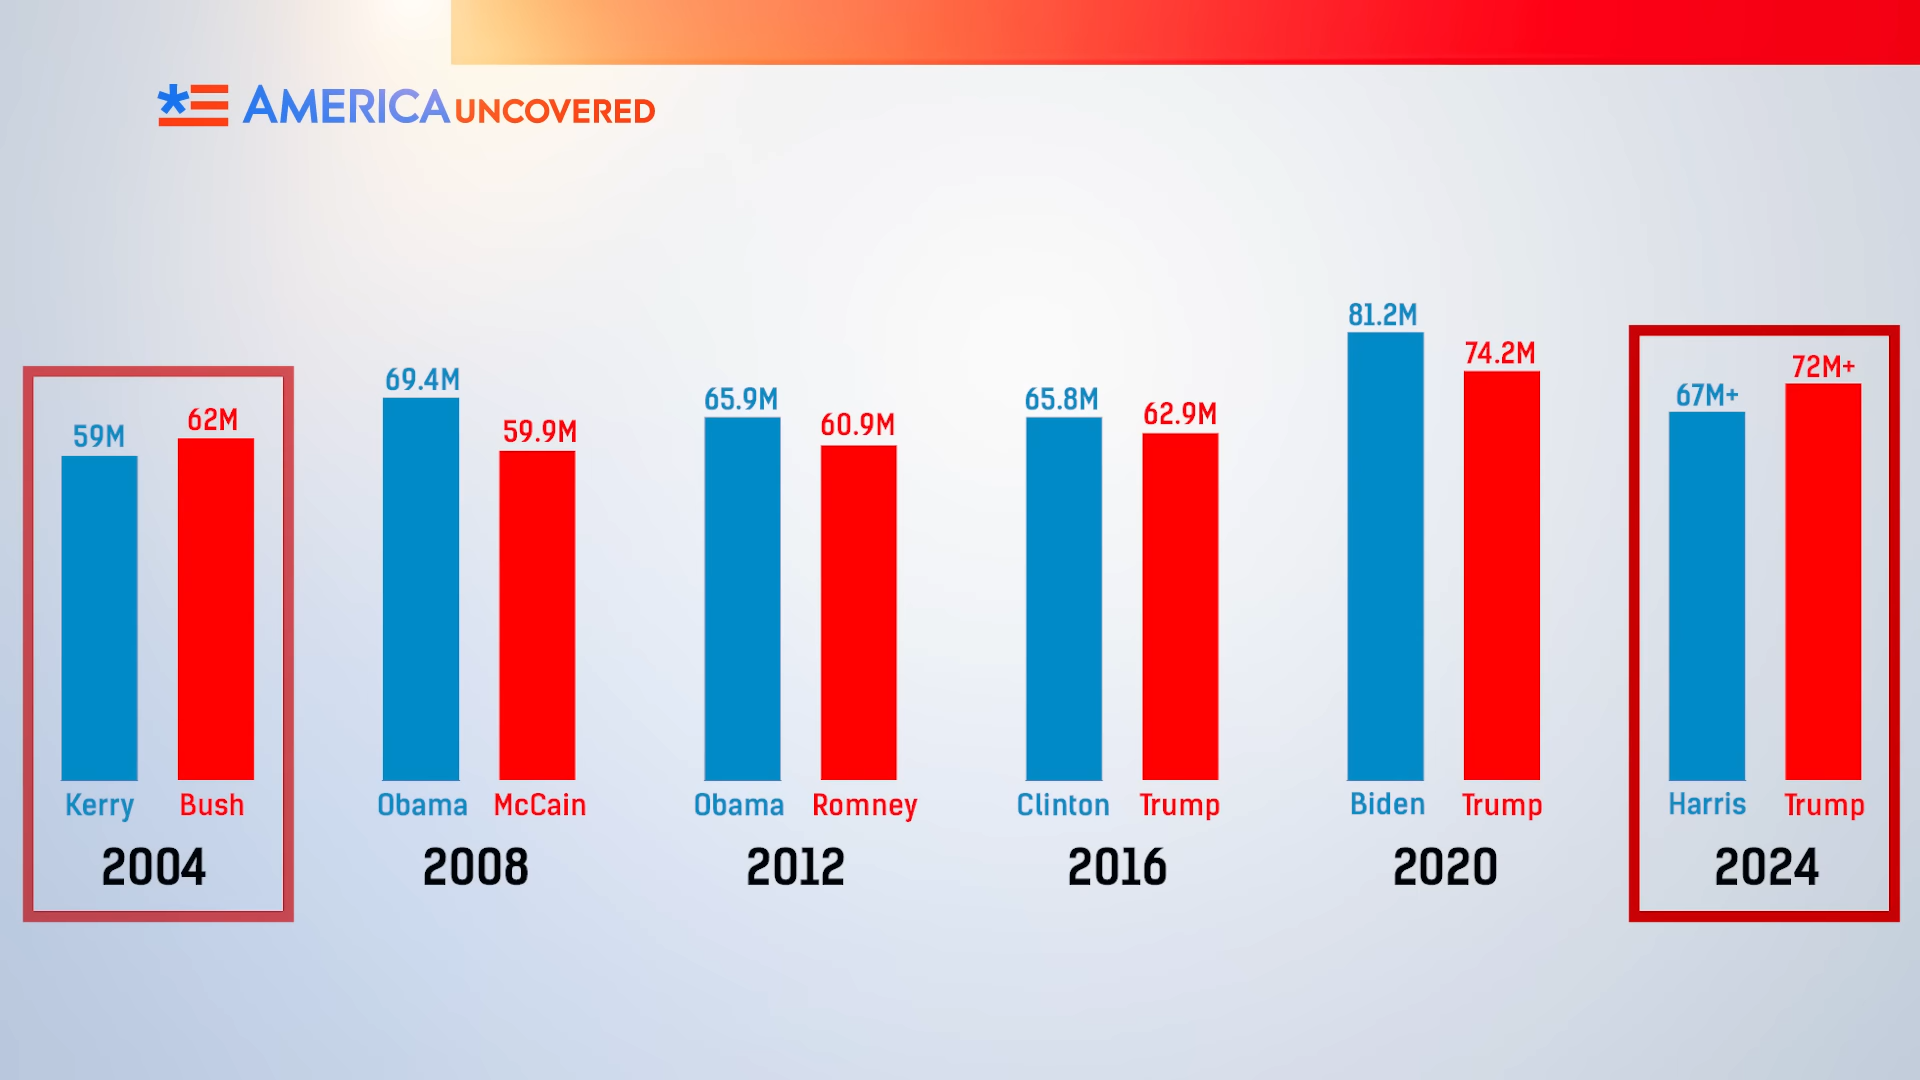 AMERICA UNCOVERED
59M 62M
Kerry Bush
2004
69.4M 59.9M
Obama McCain
2008
65.9M 60.9M
Obama Romney
2012
65.8M 62.9M
Clinton Trump
2016
81.2M 74.2M
Biden Trump
2020
67M+ 72M+
Harris Trump
2024